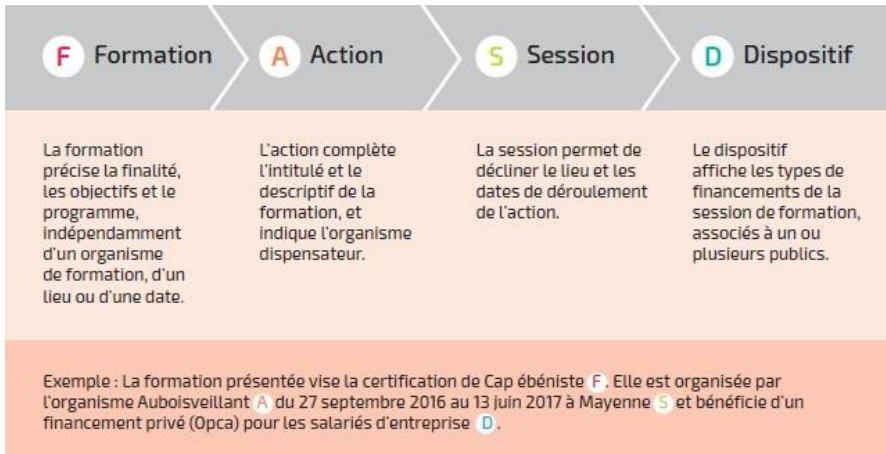 F Formation
A Action
S Session
D Dispositif
La formation
précise la finalité,
les objectifs et le
programme,
indépendamment
d'un organisme
de formation, d'un
lieu ou d'une date.
L'action complète
l'intitulé et le
descriptif de la
formation, et
indique l'organisme
dispensateur.
La session permet de
décliner le lieu et les
dates de déroulement
de l'action.
Le dispositif
affiche les types de
financements de la
session de formation,
associés à un ou
plusieurs publics.
Exemple : La formation présentée vise la certification de Cap ébéniste F. Elle est organisée par
l'organisme Auboisveillant A du 27 septembre 2016 au 13 juin 2017 à Mayenne S et bénéficie d'un
financement privé (Opca) pour les salariés d'entreprise D .